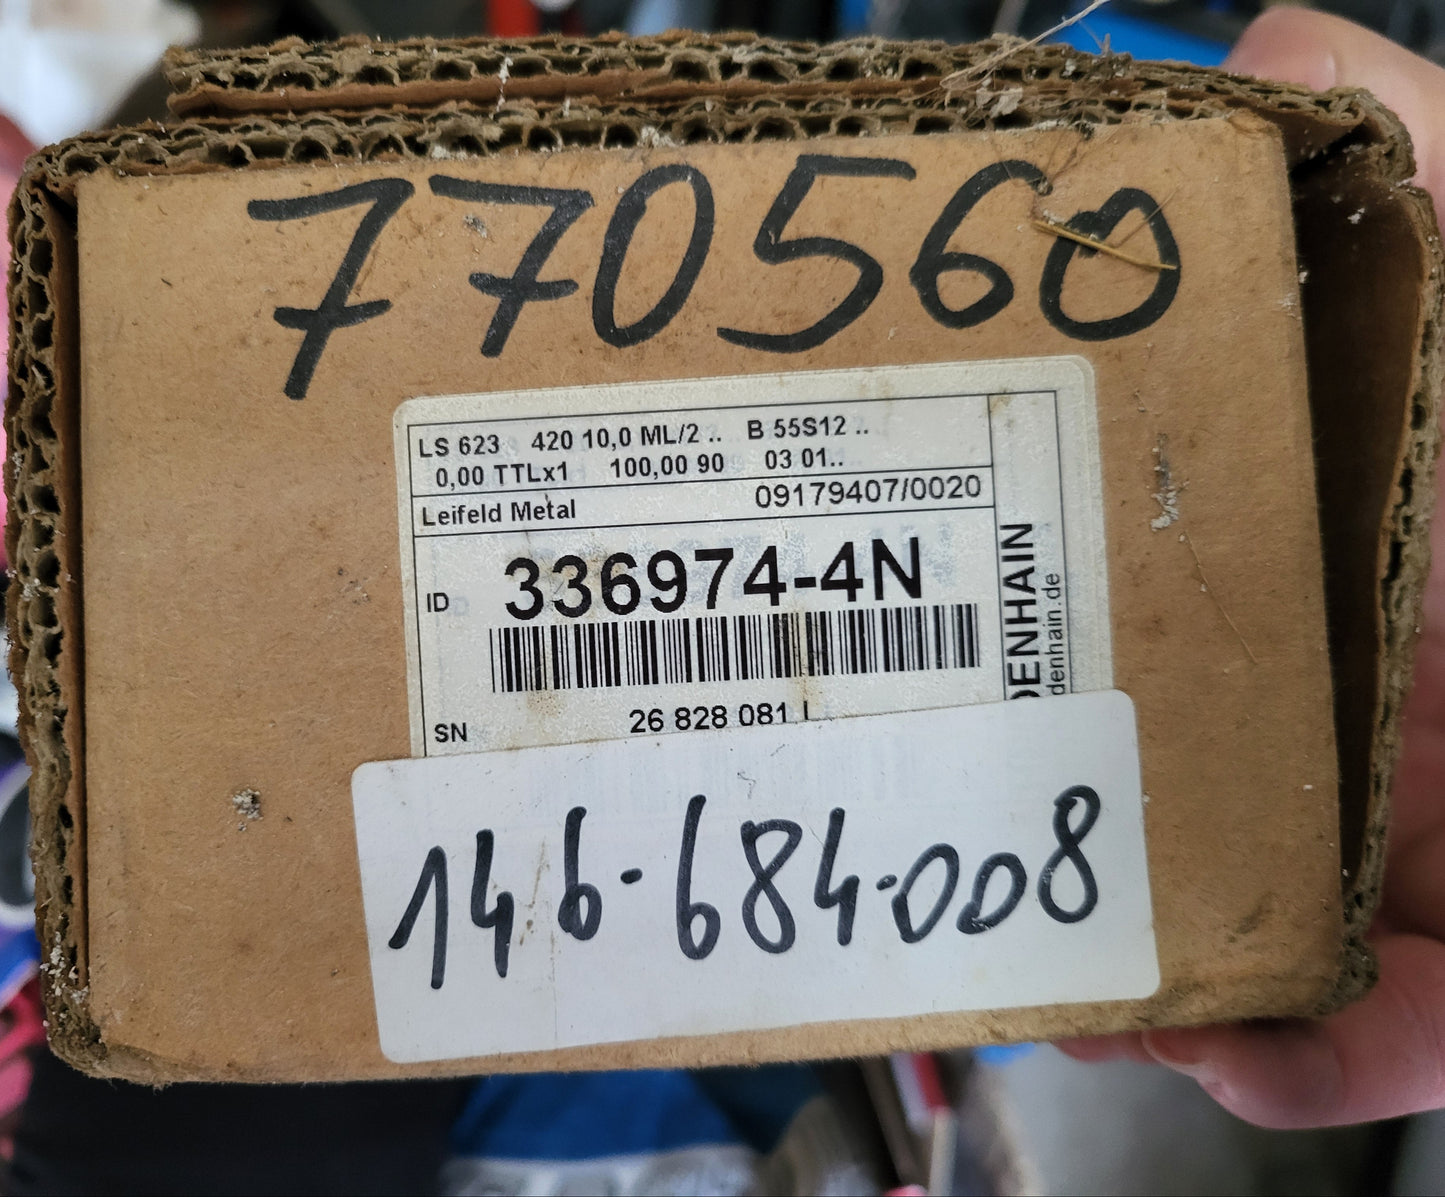 770560
LS 623 420 10,0 ML/2 .. B 55S12 ..
0,00 TTLx1 100,00 90 03 01..
Leifeld Metal 09179407/0020
ID 336974-4N
SN 26 828 081
DENHAIN
denhain.de
146-684-008